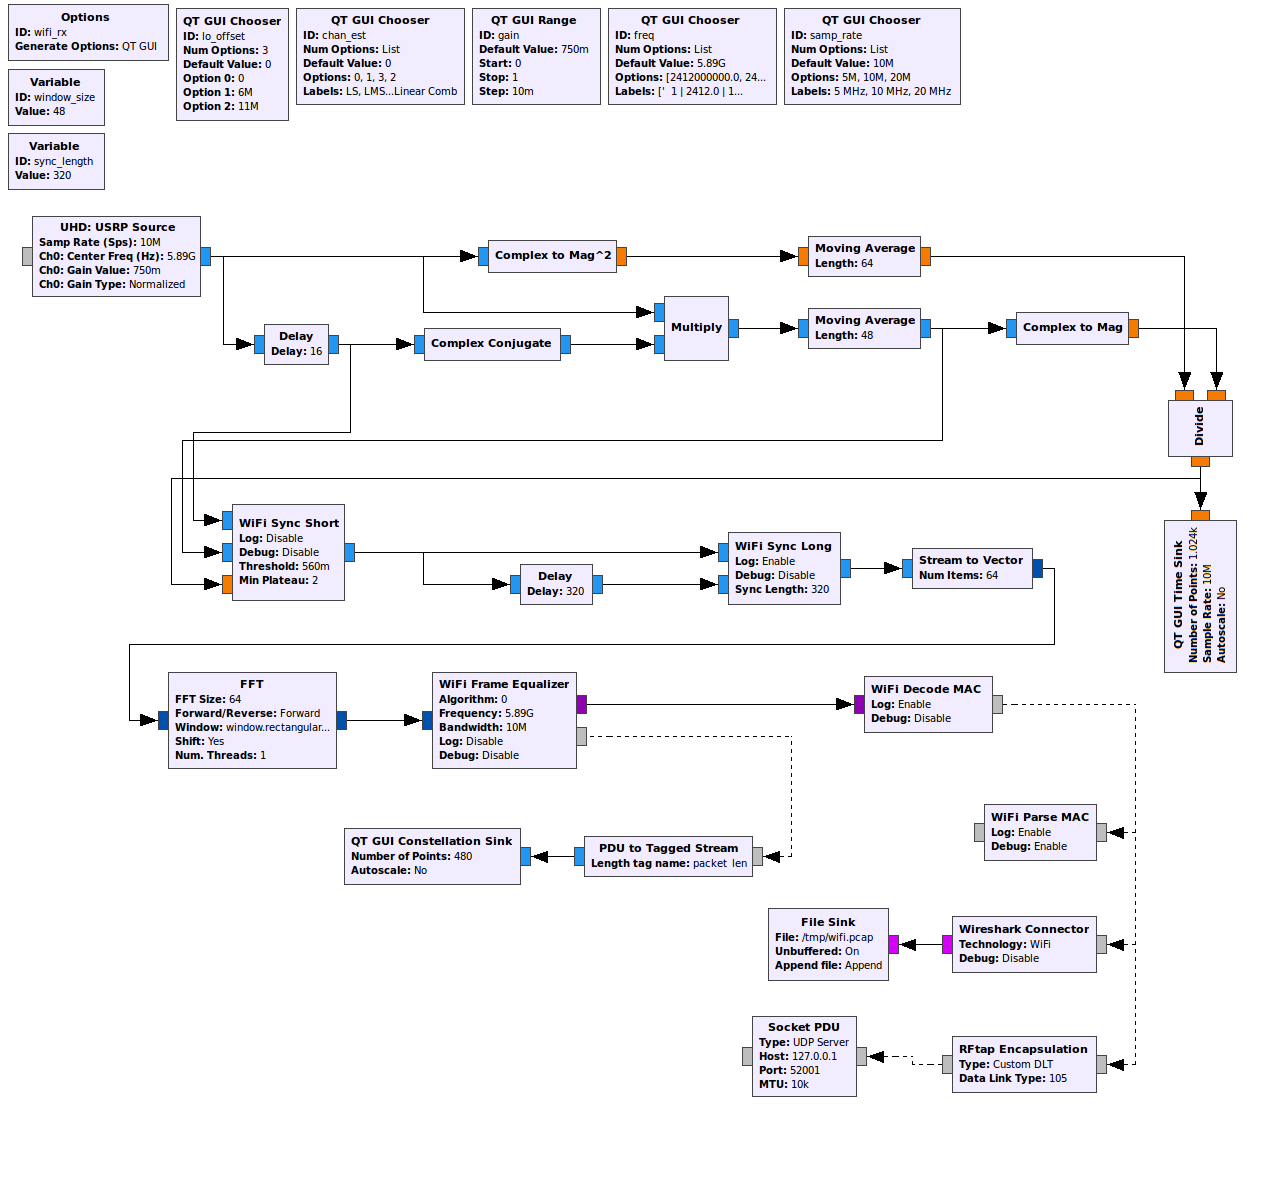 Options
ID: wifi_rx
Generate Options: QT GUI
QT GUI Chooser
ID: lo_offset
Num Options: 3
Default Value: 0
Option 0: 0
Option 1: 6M
Option 2: 11M
QT GUI Chooser
ID: chan_est
Num Options: List
Default Value: 0
Options: 0, 1, 3, 2
Labels: LS, LMS...Linear Comb
QT GUI Range
ID: gain
Default Value: 750m
Start: 0
Stop: 1
Step: 10m
QT GUI Chooser
ID: freq
Num Options: List
Default Value: 5.89G
Options: [2412000000.0, 24...
Labels: ['  1 | 2412.0 | 1...
QT GUI Chooser
ID: samp_rate
Num Options: List
Default Value: 10M
Options: 5M, 10M, 20M
Labels: 5 MHz, 10 MHz, 20 MHz
Variable
ID: window_size
Value: 48
Variable
ID: sync_length
Value: 320
UHD: USRP Source
Samp Rate (Sps): 10M
Ch0: Center Freq (Hz): 5.89G
Ch0: Gain Value: 750m
Ch0: Gain Type: Normalized
Complex to Mag^2
Moving Average
Length: 64
Delay
Delay: 16
Complex Conjugate
Multiply
Moving Average
Length: 48
Complex to Mag
Divide
QT GUI Time Sink
Number of Points: 1.024k
Sample Rate: 10M
Autoscale: No
WiFi Sync Short
Log: Disable
Debug: Disable
Threshold: 560m
Min Plateau: 2
Delay
Delay: 320
WiFi Sync Long
Log: Enable
Debug: Disable
Sync Length: 320
Stream to Vector
Num Items: 64
FFT
FFT Size: 64
Forward/Reverse: Forward
Window: window.rectangular...
Shift: Yes
Num. Threads: 1
WiFi Frame Equalizer
Algorithm: 0
Frequency: 5.89G
Bandwidth: 10M
Log: Disable
Debug: Disable
WiFi Decode MAC
Log: Enable
Debug: Disable
WiFi Parse MAC
Log: Enable
Debug: Enable
QT GUI Constellation Sink
Number of Points: 480
Autoscale: No
PDU to Tagged Stream
Length tag name: packet_len
File Sink
File: /tmp/wifi.pcap
Unbuffered: On
Append file: Append
Wireshark Connector
Technology: WiFi
Debug: Disable
Socket PDU
Type: UDP Server
Host: 127.0.0.1
Port: 52001
MTU: 10k
RFtap Encapsulation
Type: Custom DLT
Data Link Type: 105